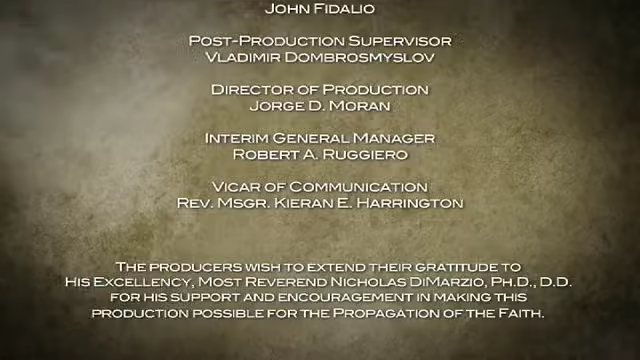 John Fidalio
Post-Production Supervisor
Vladimir Dombrosmyslov
Director of Production
Jorge D. Moran
Interim General Manager
Robert A. Ruggiero
Vicar of Communication
Rev. Msgr. Kieran E. Harrington
The producers wish to extend their gratitude to
His Excellency, Most Reverend Nicholas DiMarzio, Ph.D., D.D.
for his support and encouragement in making this
production possible for the Propagation of the Faith.